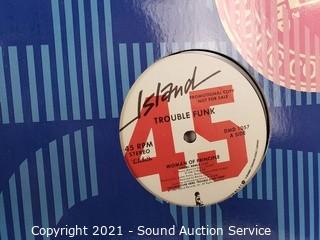 Island
PROMOTIONAL COPY
NOT FOR SALE
TROUBLE FUNK
45
45 RPM
STEREO
DMD 1057
A SIDE
WOMAN OF PRINCIPLE
Copyright 2021 - Sound Auction Service